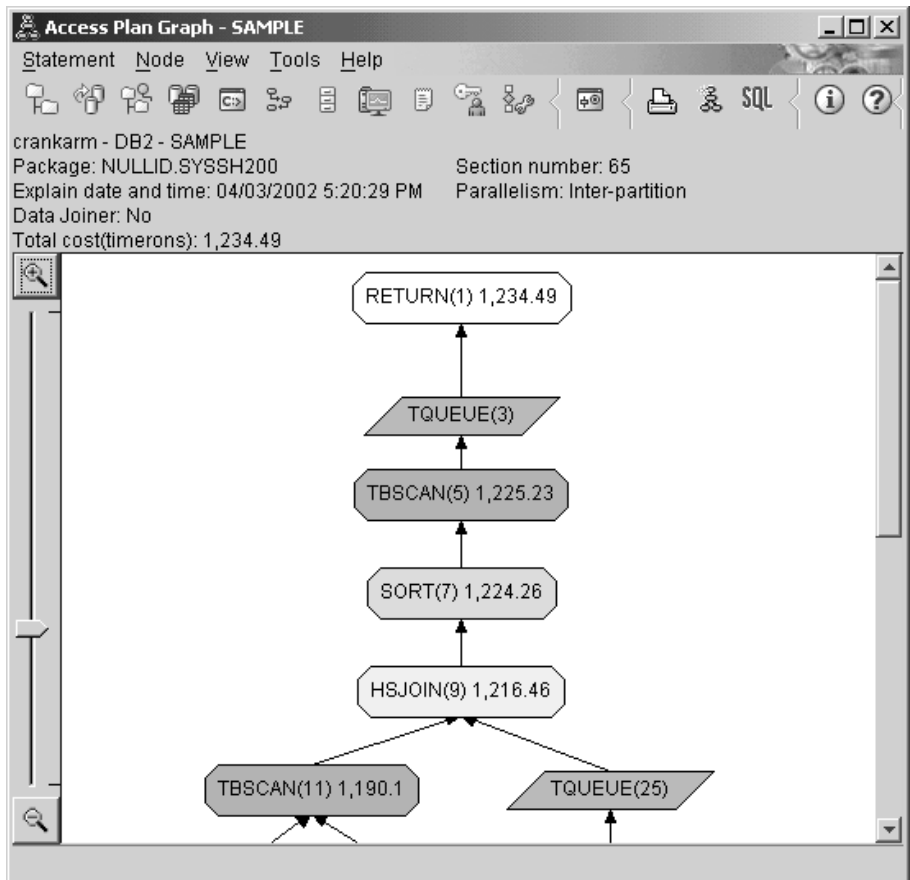 Access Plan Graph - SAMPLE
Statement Node View Tools Help
C:> SQL i ?
crankarm - DB2 - SAMPLE
Package: NULLID.SYSSH200 Section number: 65
Explain date and time: 04/03/2002 5:20:29 PM Parallelism: Inter-partition
Data Joiner: No
Total cost(timerons): 1,234.49
RETURN(1) 1,234.49
TQUEUE(3)
TBSCAN(5) 1,225.23
SORT(7) 1,224.26
HSJOIN(9) 1,216.46
TBSCAN(11) 1,190.1 TQUEUE(25)